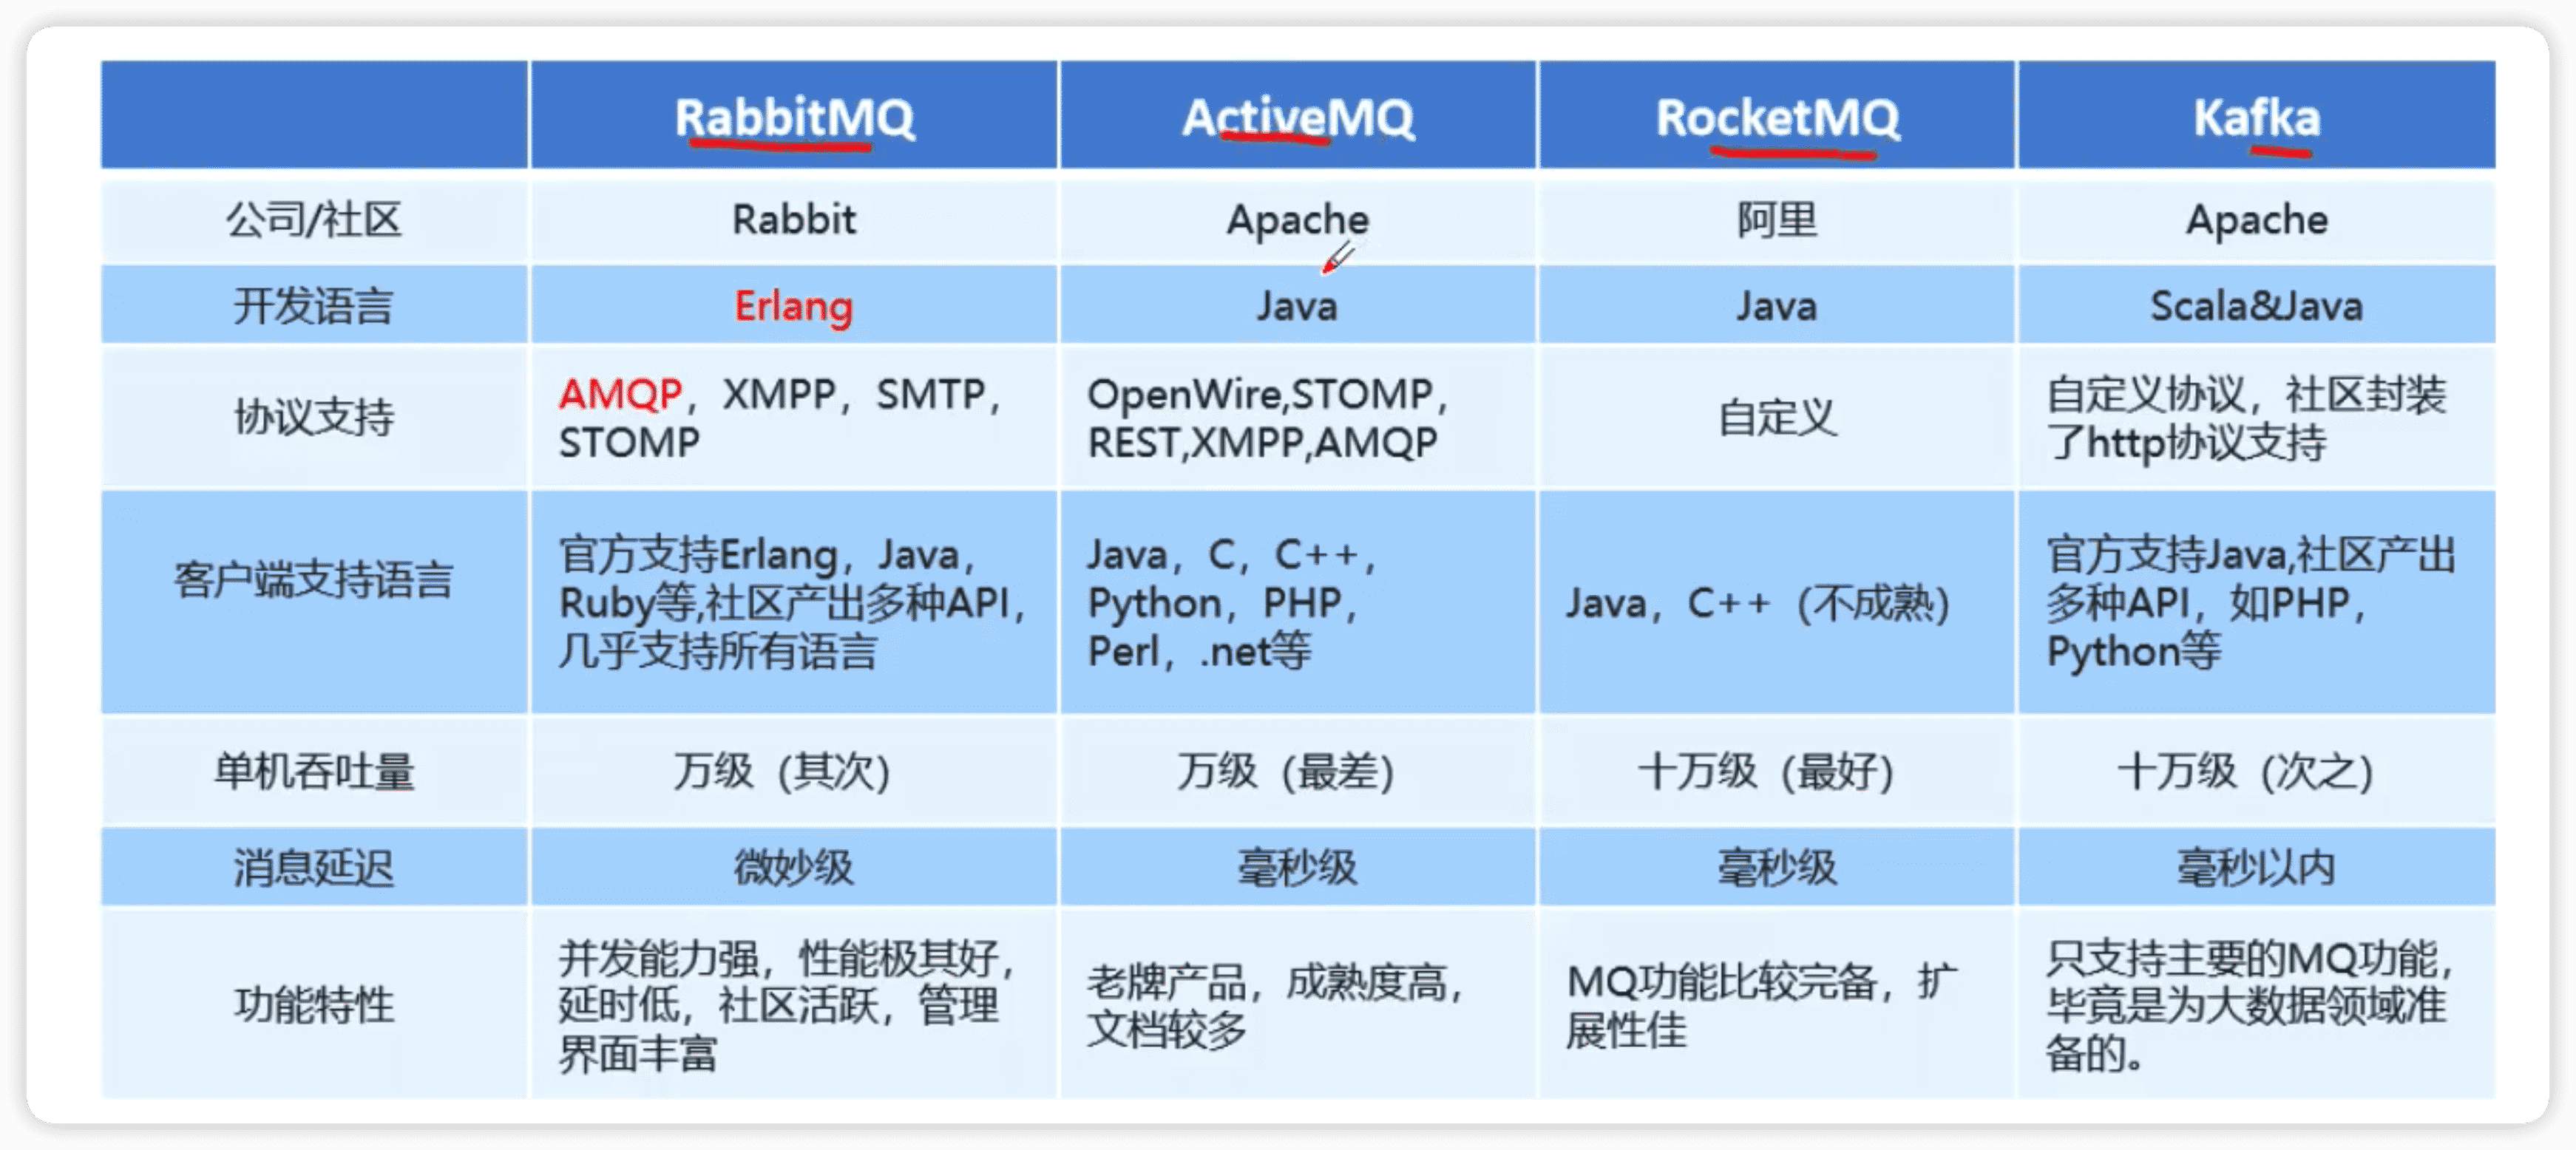 RabbitMQ ActiveMQ RocketMQ Kafka
公司/社区 Rabbit Apache 阿里 Apache
开发语言 Erlang Java Java Scala&Java
协议支持
AMQP，XMPP，SMTP，
STOMP
OpenWire,STOMP，
REST,XMPP,AMQP
自定义
自定义协议，社区封装
了http协议支持
客户端支持语言
官方支持Erlang，Java，
Ruby等,社区产出多种API，
几乎支持所有语言
Java，C，C++，
Python，PHP，
Perl，.net等
Java，C++（不成熟）
官方支持Java,社区产出
多种API，如PHP，
Python等
单机吞吐量 万级（其次） 万级（最差） 十万级（最好） 十万级（次之）
消息延迟 微妙级 毫秒级 毫秒级 毫秒以内
功能特性
并发能力强，性能极其好，
延时低，社区活跃，管理
界面丰富
老牌产品，成熟度高，
文档较多
MQ功能比较完备，扩
展性佳
只支持主要的MQ功能，
毕竟是为大数据领域准
备的。